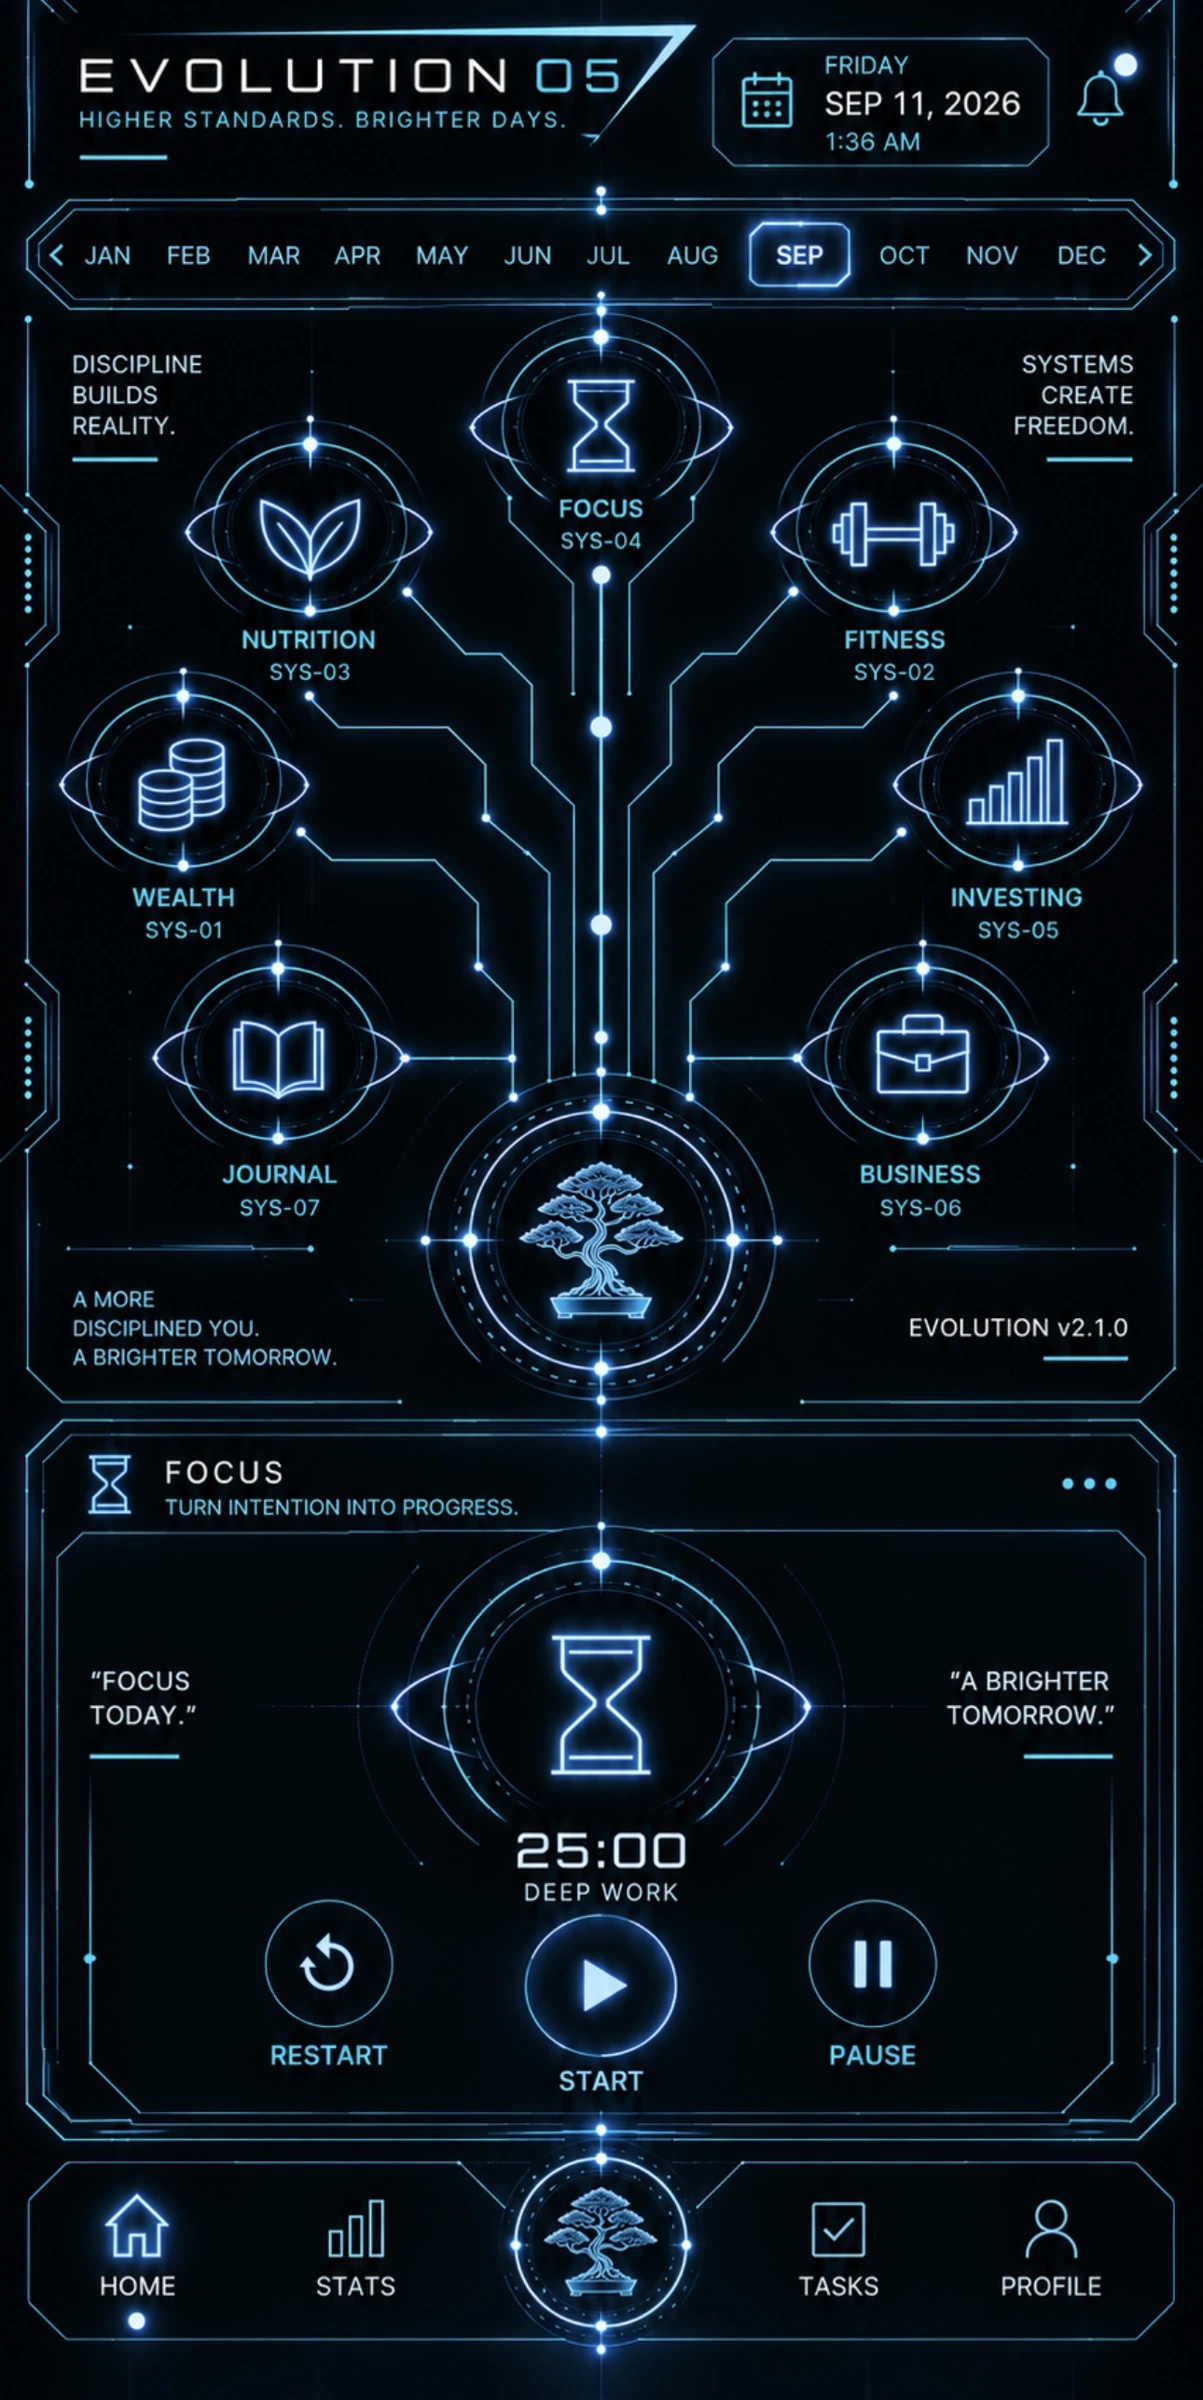 EVOLUTION 05
HIGHER STANDARDS. BRIGHTER DAYS.
FRIDAY
SEP 11, 2026
1:36 AM
JAN FEB MAR APR MAY JUN JUL AUG SEP OCT NOV DEC
DISCIPLINE
BUILDS
REALITY.
SYSTEMS
CREATE
FREEDOM.
FOCUS
SYS-04
NUTRITION
SYS-03
FITNESS
SYS-02
WEALTH
SYS-01
INVESTING
SYS-05
JOURNAL
SYS-07
BUSINESS
SYS-06
A MORE
DISCIPLINED YOU.
A BRIGHTER TOMORROW.
EVOLUTION v2.1.0
FOCUS
TURN INTENTION INTO PROGRESS.
“FOCUS
TODAY.”
“A BRIGHTER
TOMORROW.”
25:00
DEEP WORK
RESTART
START
PAUSE
HOME
STATS
TASKS
PROFILE